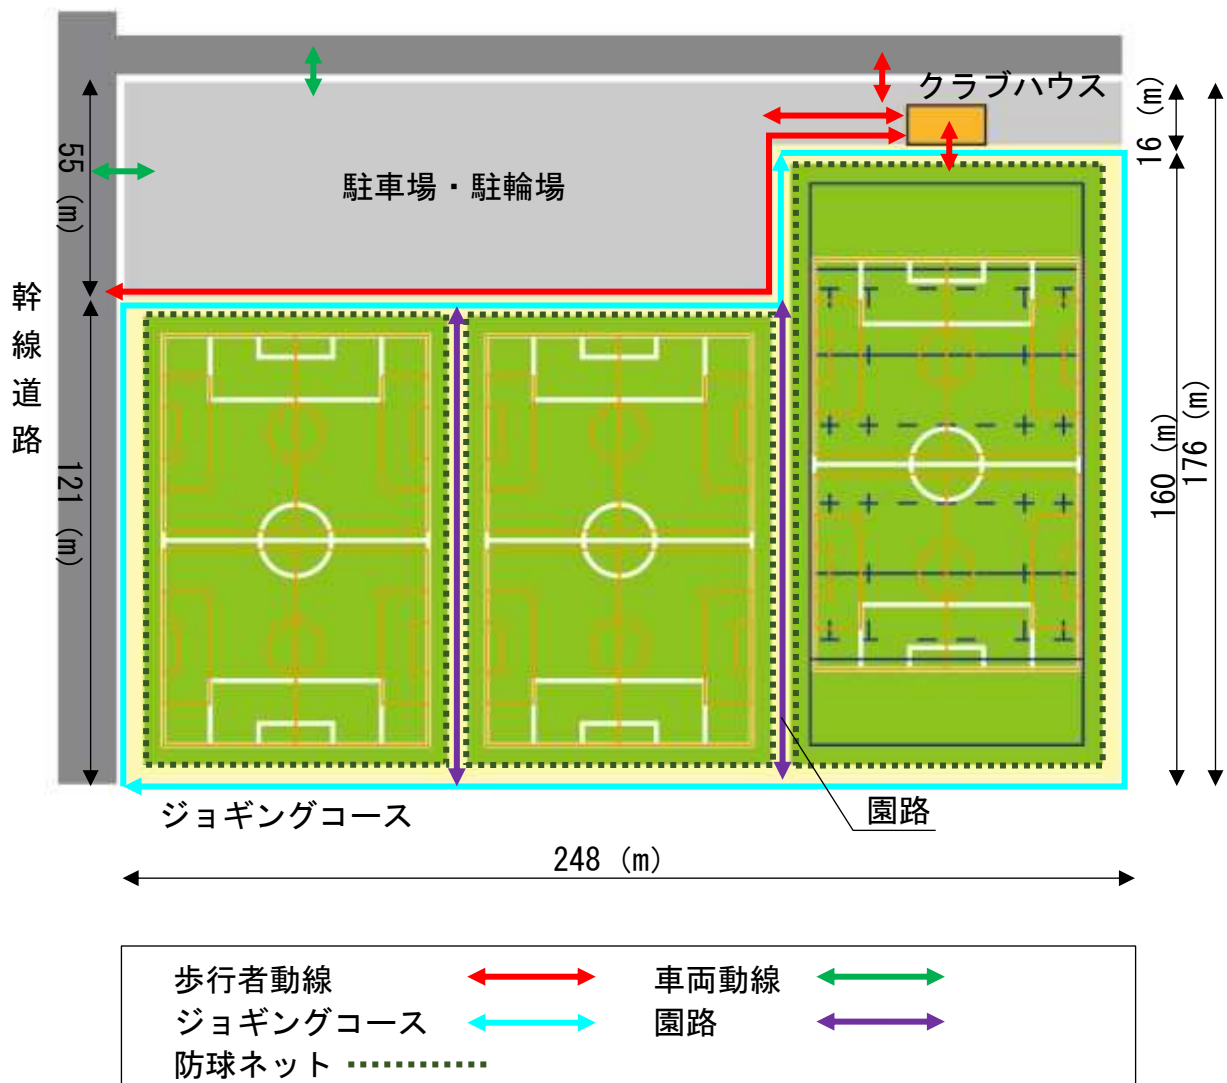 クラブハウス
16 (m)
55 (m)
駐車場・駐輪場
幹線道路
121 (m)
160 (m)
176 (m)
ジョギングコース
園路
248 (m)
歩行者動線
車両動線
ジョギングコース
園路
防球ネット